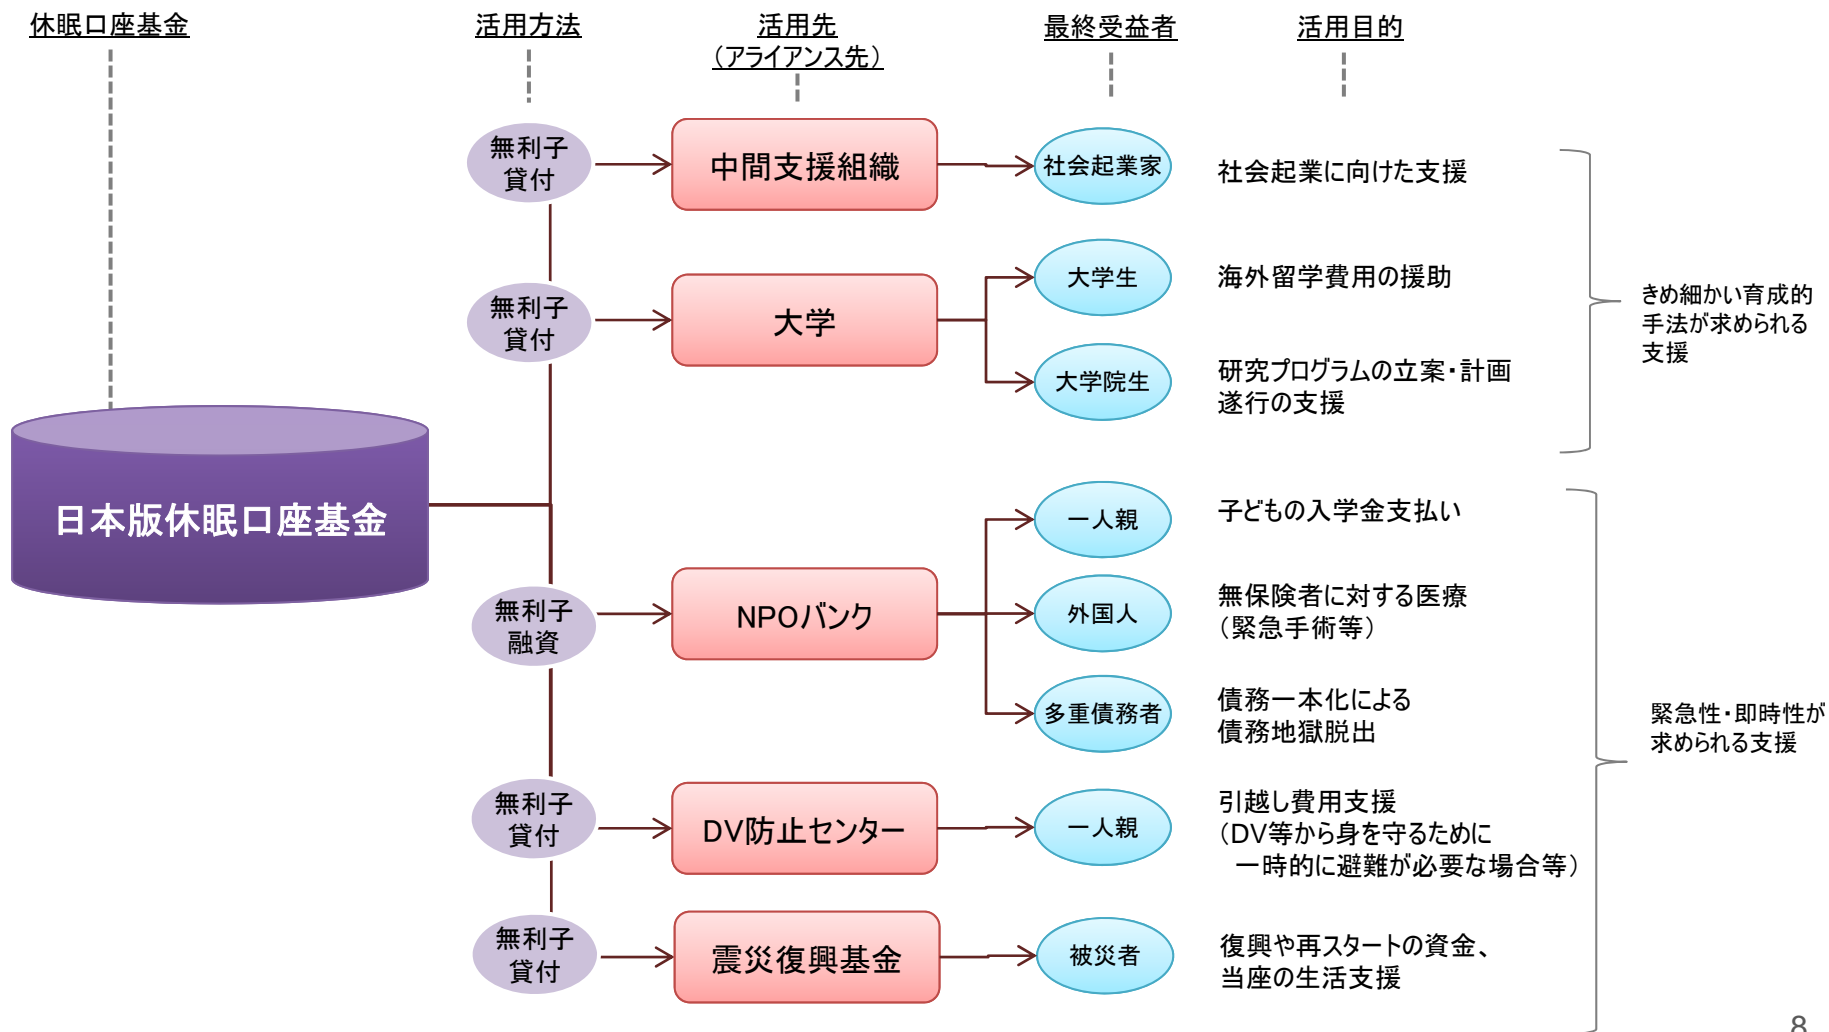 休眠口座基金
活用方法
活用先
（アライアンス先）
最終受益者
活用目的
日本版休眠口座基金
無利子
貸付
中間支援組織
社会起業家
社会起業に向けた支援
無利子
貸付
大学
大学生
海外留学費用の援助
大学院生
研究プログラムの立案・計画
遂行の支援
きめ細かい育成的
手法が求められる
支援
無利子
融資
NPOバンク
一人親
子どもの入学金支払い
外国人
無保険者に対する医療
（緊急手術等）
多重債務者
債務一本化による
債務地獄脱出
無利子
貸付
DV防止センター
一人親
引越し費用支援
（DV等から身を守るために
一時的に避難が必要な場合等）
無利子
貸付
震災復興基金
被災者
復興や再スタートの資金、
当座の生活支援
緊急性・即時性が
求められる支援
8